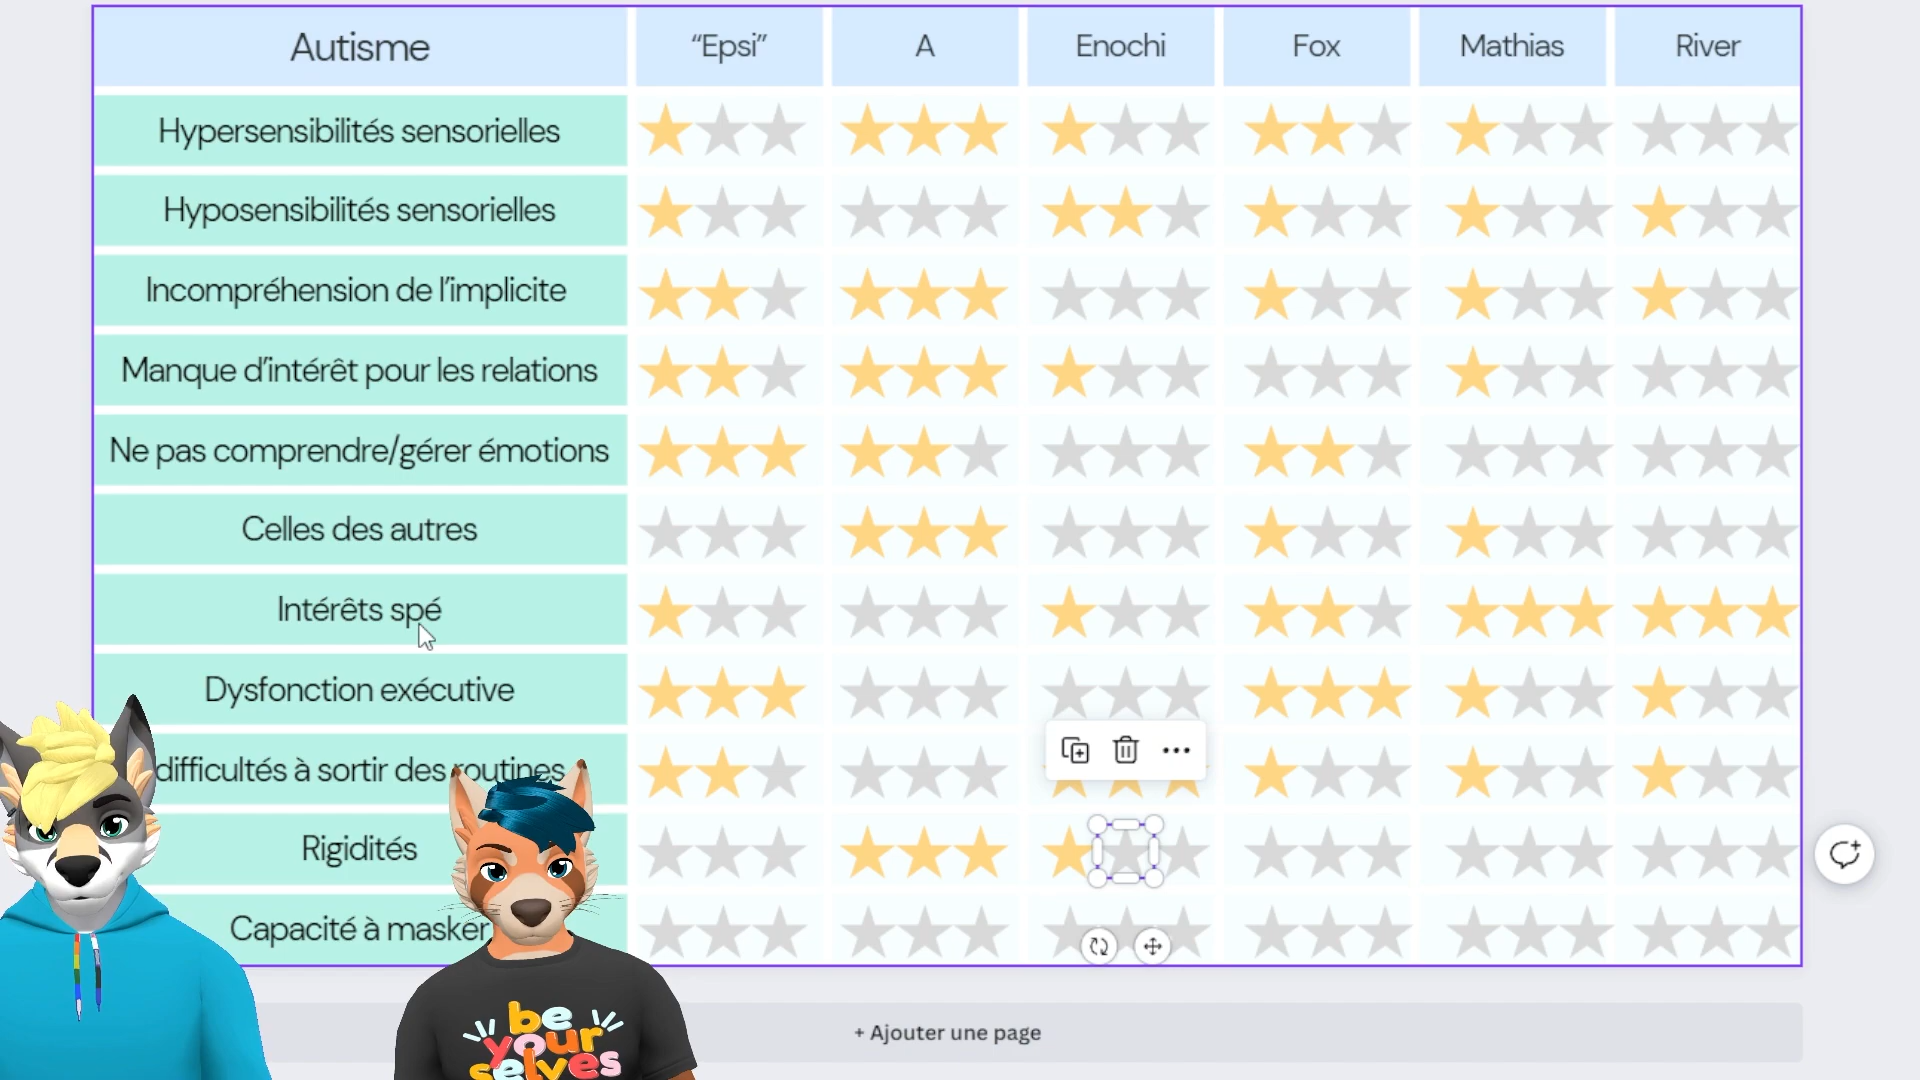 Autisme “Epsi” A Enochi Fox Mathias River
Hypersensibilités sensorielles
Hyposensibilités sensorielles
Incompréhension de l’implicite
Manque d’intérêt pour les relations
Ne pas comprendre/gérer émotions
Celles des autres
Intérêts spé
Dysfonction exécutive
difficultés à sortir des routines
Rigidités
Capacité à masker
be
your
selves
+ Ajouter une page